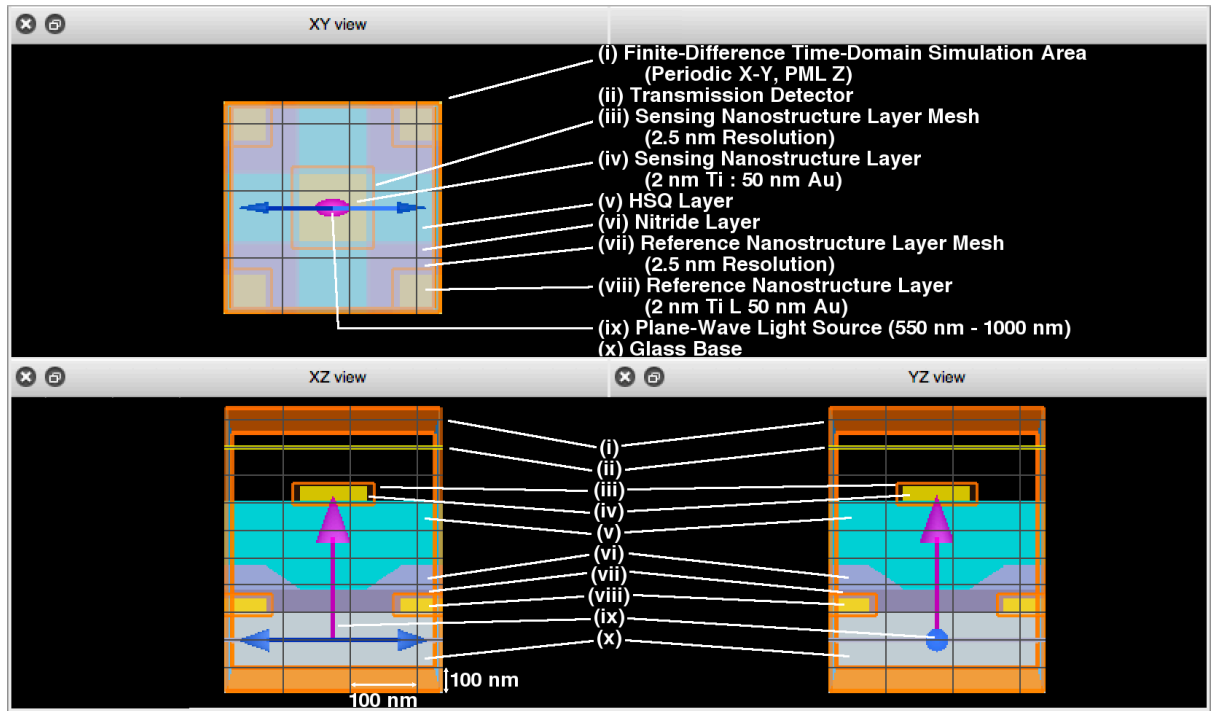 XY view
(i) Finite-Difference Time-Domain Simulation Area
(Periodic X-Y, PML Z)
(ii) Transmission Detector
(iii) Sensing Nanostructure Layer Mesh
(2.5 nm Resolution)
(iv) Sensing Nanostructure Layer
(2 nm Ti : 50 nm Au)
(v) HSQ Layer
(vi) Nitride Layer
(vii) Reference Nanostructure Layer Mesh
(2.5 nm Resolution)
(viii) Reference Nanostructure Layer
(2 nm Ti L 50 nm Au)
(ix) Plane-Wave Light Source (550 nm - 1000 nm)
(x) Glass Base
XZ view
YZ view
(i)
(ii)
(iii)
(iv)
(v)
(vi)
(vii)
(viii)
(ix)
(x)
100 nm
100 nm